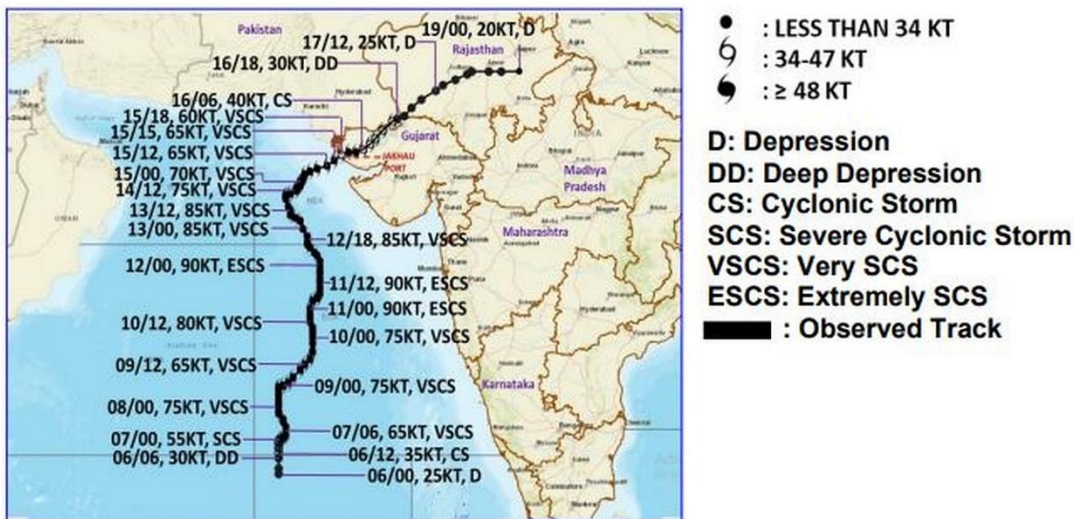 Pakistan
19/00, 20KT, D
17/12, 25KT, D
Rajasthan
16/18, 30KT, DD
16/06, 40KT, CS
15/18, 60KT, VSCS
15/15, 65KT, VSCS
Gujarat
15/12, 65KT, VSCS
JAKHAU
PORT
15/00, 70KT, VSCS
14/12, 75KT, VSCS
Madhya
Pradesh
INDIA
OMAN
13/12, 85KT, VSCS
13/00, 85KT, VSCS
Maharashtra
12/18, 85KT, VSCS
12/00, 90KT, ESCS
11/12, 90KT, ESCS
11/00, 90KT, ESCS
10/12, 80KT, VSCS
10/00, 75KT, VSCS
09/12, 65KT, VSCS
09/00, 75KT, VSCS
Karnataka
08/00, 75KT, VSCS
07/06, 65KT, VSCS
07/00, 55KT, SCS
06/12, 35KT, CS
06/06, 30KT, DD
06/00, 25KT, D
Hyderabad
Karachi
Rajkot
Hyderabad
: LESS THAN 34 KT
: 34-47 KT
: ≥ 48 KT
D: Depression
DD: Deep Depression
CS: Cyclonic Storm
SCS: Severe Cyclonic Storm
VSCS: Very SCS
ESCS: Extremely SCS
: Observed Track